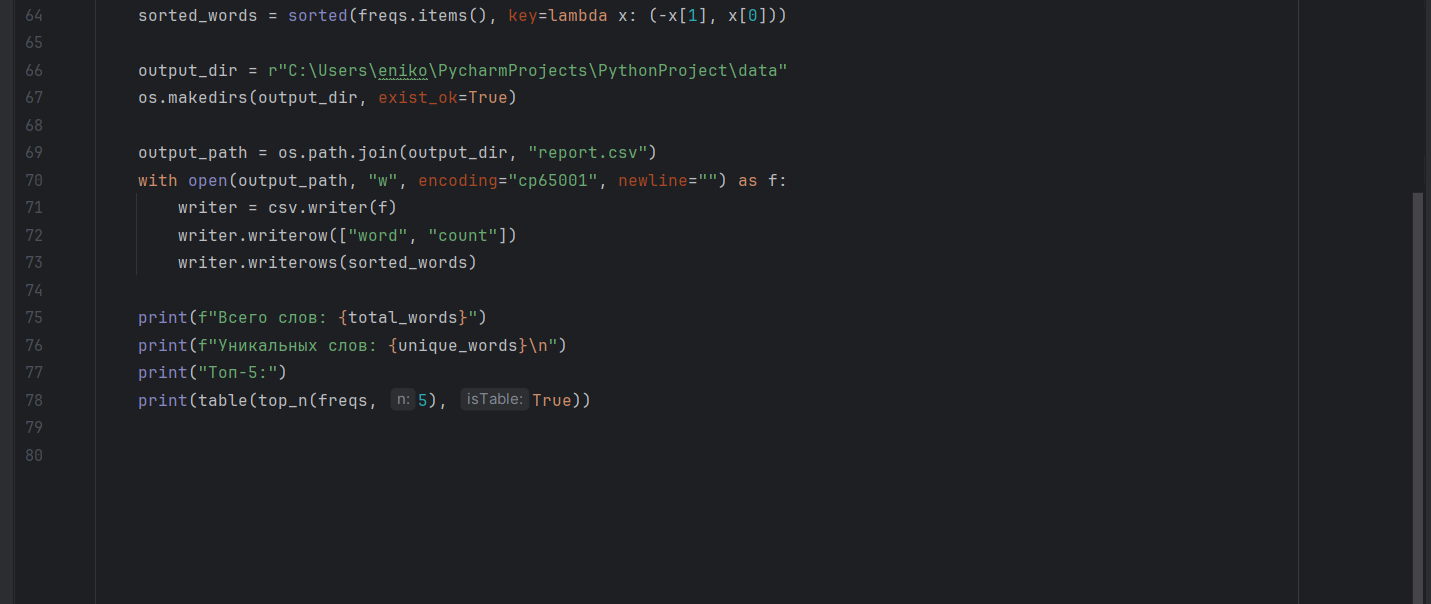 64 sorted_words = sorted(freqs.items(), key=lambda x: (-x[1], x[0]))
65
66 output_dir = r"C:\Users\eniko\PycharmProjects\PythonProject\data"
67 os.makedirs(output_dir, exist_ok=True)
68
69 output_path = os.path.join(output_dir, "report.csv")
70 with open(output_path, "w", encoding="cp65001", newline="") as f:
71 writer = csv.writer(f)
72 writer.writerow(["word", "count"])
73 writer.writerows(sorted_words)
74
75 print(f"Всего слов: {total_words}")
76 print(f"Уникальных слов: {unique_words}\n")
77 print("Топ-5:")
78 print(table(top_n(freqs, n: 5), isTable: True))
79
80